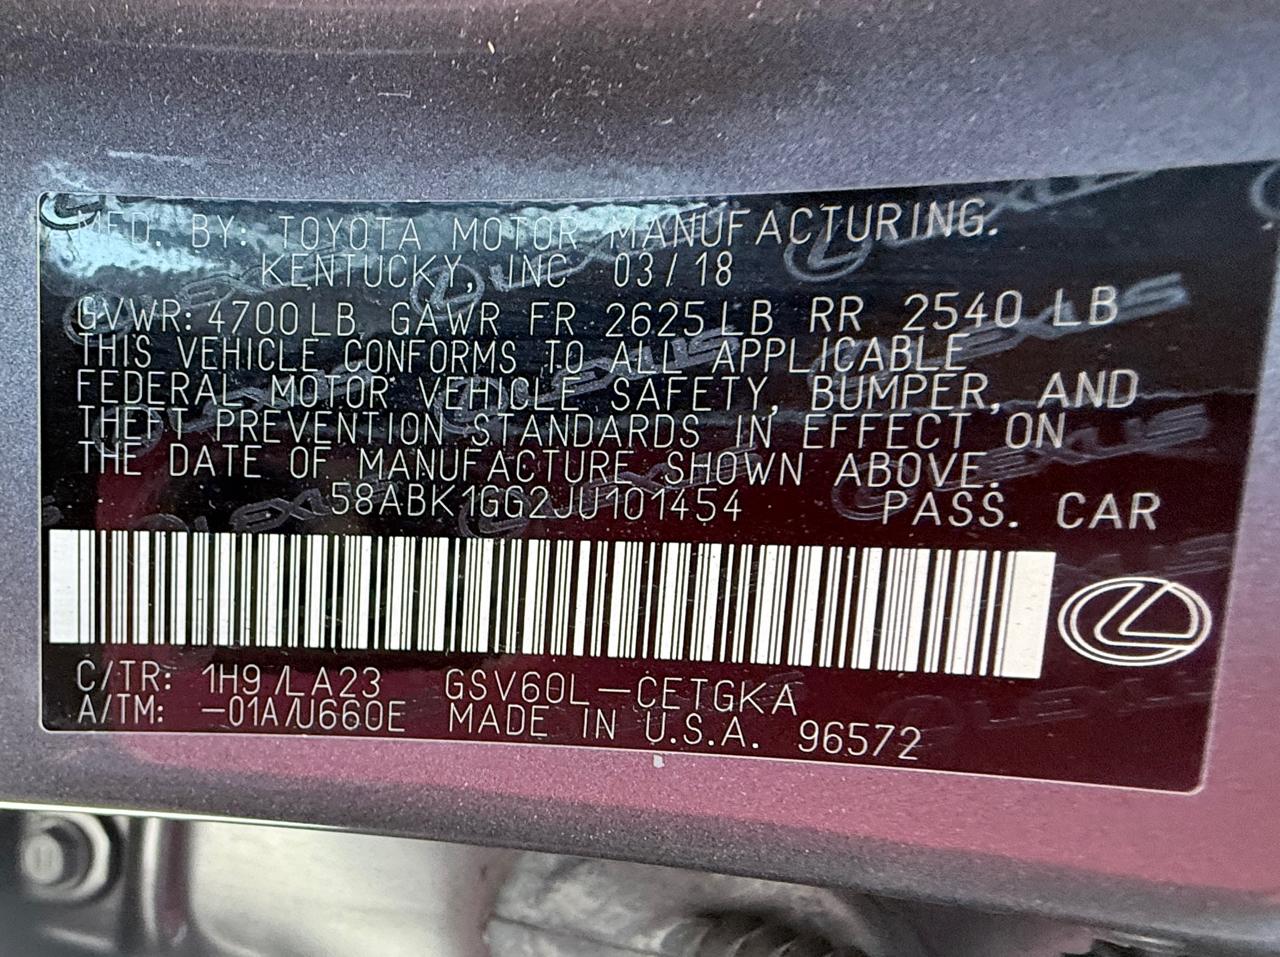 MFD. BY: TOYOTA MOTOR MANUFACTURING.
KENTUCKY, INC 03/18
GVWR: 4700LB GAWR FR 2625LB RR 2540 LB
THIS VEHICLE CONFORMS TO ALL APPLICABLE
FEDERAL MOTOR VEHICLE SAFETY, BUMPER, AND
THEFT PREVENTION STANDARDS IN EFFECT ON
THE DATE OF MANUFACTURE SHOWN ABOVE.
58ABK1GG2JU101454 PASS. CAR
C/TR: 1H9/LA23 GSV60L-CETGKA
A/TM: -01A/U660E MADE IN U.S.A. 96572